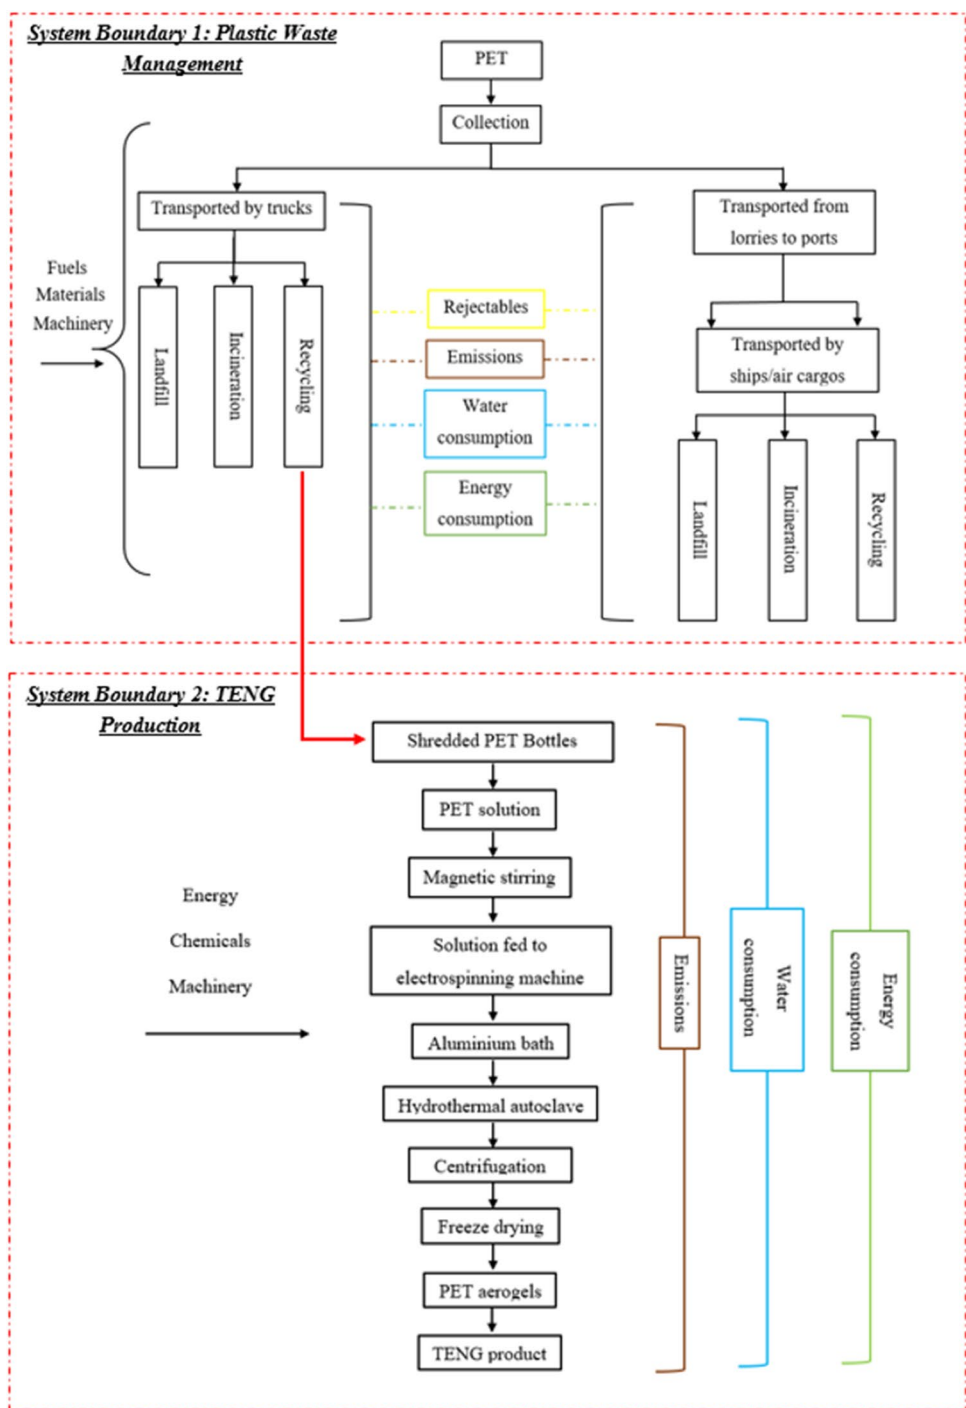 System Boundary 1: Plastic Waste
Management
PET
Collection
Transported by trucks
Transported from
lorries to ports
Fuels
Materials
Machinery
Landfill
Incineration
Recycling
Rejectables
Emissions
Water
consumption
Energy
consumption
Transported by
ships/air cargos
Landfill
Incineration
Recycling
System Boundary 2: TENG
Production
Shredded PET Bottles
PET solution
Magnetic stirring
Solution fed to
electrospinning machine
Aluminium bath
Hydrothermal autoclave
Centrifugation
Freeze drying
PET aerogels
TENG product
Energy
Chemicals
Machinery
Emissions
Water
consumption
Energy
consumption